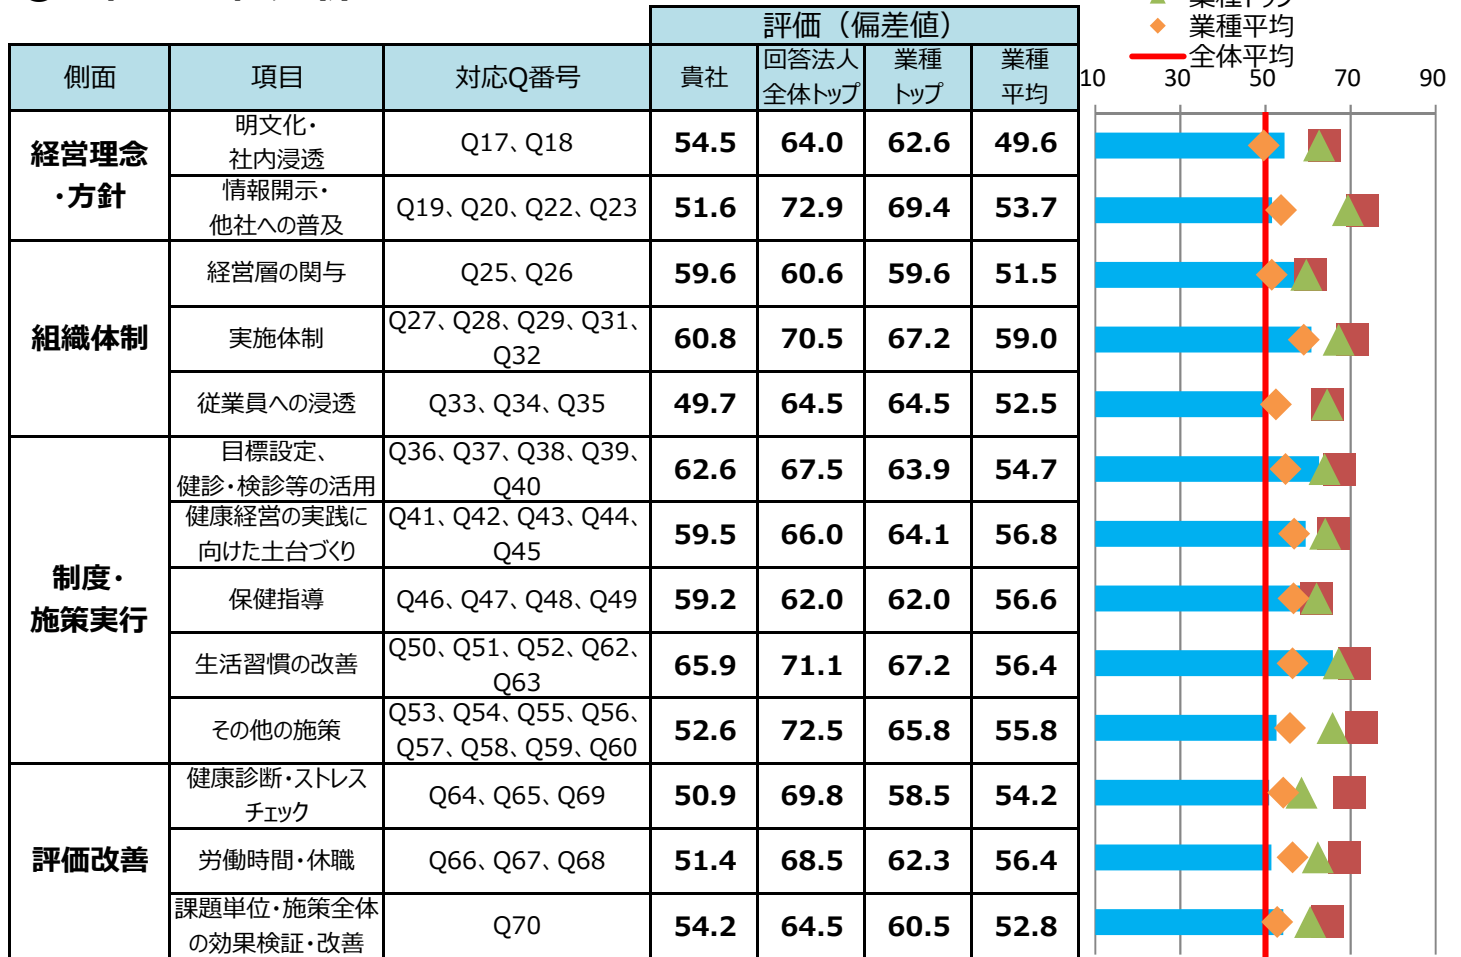 業種トップ
業種平均
全体平均
評価（偏差値）
側面 項目 対応Q番号 貴社 回答法人 業種 業種
全体トップ トップ 平均
10 30 50 70 90
経営理念
・方針
明文化・
社内浸透
Q17、Q18 54.5 64.0 62.6 49.6
情報開示・
他社への普及
Q19、Q20、Q22、Q23 51.6 72.9 69.4 53.7
組織体制
経営層の関与 Q25、Q26 59.6 60.6 59.6 51.5
実施体制
Q27、Q28、Q29、Q31、
Q32
60.8 70.5 67.2 59.0
従業員への浸透 Q33、Q34、Q35 49.7 64.5 64.5 52.5
制度・
施策実行
目標設定、
健診・検診等の活用
Q36、Q37、Q38、Q39、
Q40
62.6 67.5 63.9 54.7
健康経営の実践に
向けた土台づくり
Q41、Q42、Q43、Q44、
Q45
59.5 66.0 64.1 56.8
保健指導 Q46、Q47、Q48、Q49 59.2 62.0 62.0 56.6
生活習慣の改善
Q50、Q51、Q52、Q62、
Q63
65.9 71.1 67.2 56.4
その他の施策
Q53、Q54、Q55、Q56、
Q57、Q58、Q59、Q60
52.6 72.5 65.8 55.8
評価改善
健康診断・ストレス
チェック
Q64、Q65、Q69 50.9 69.8 58.5 54.2
労働時間・休職 Q66、Q67、Q68 51.4 68.5 62.3 56.4
課題単位・施策全体
の効果検証・改善
Q70 54.2 64.5 60.5 52.8